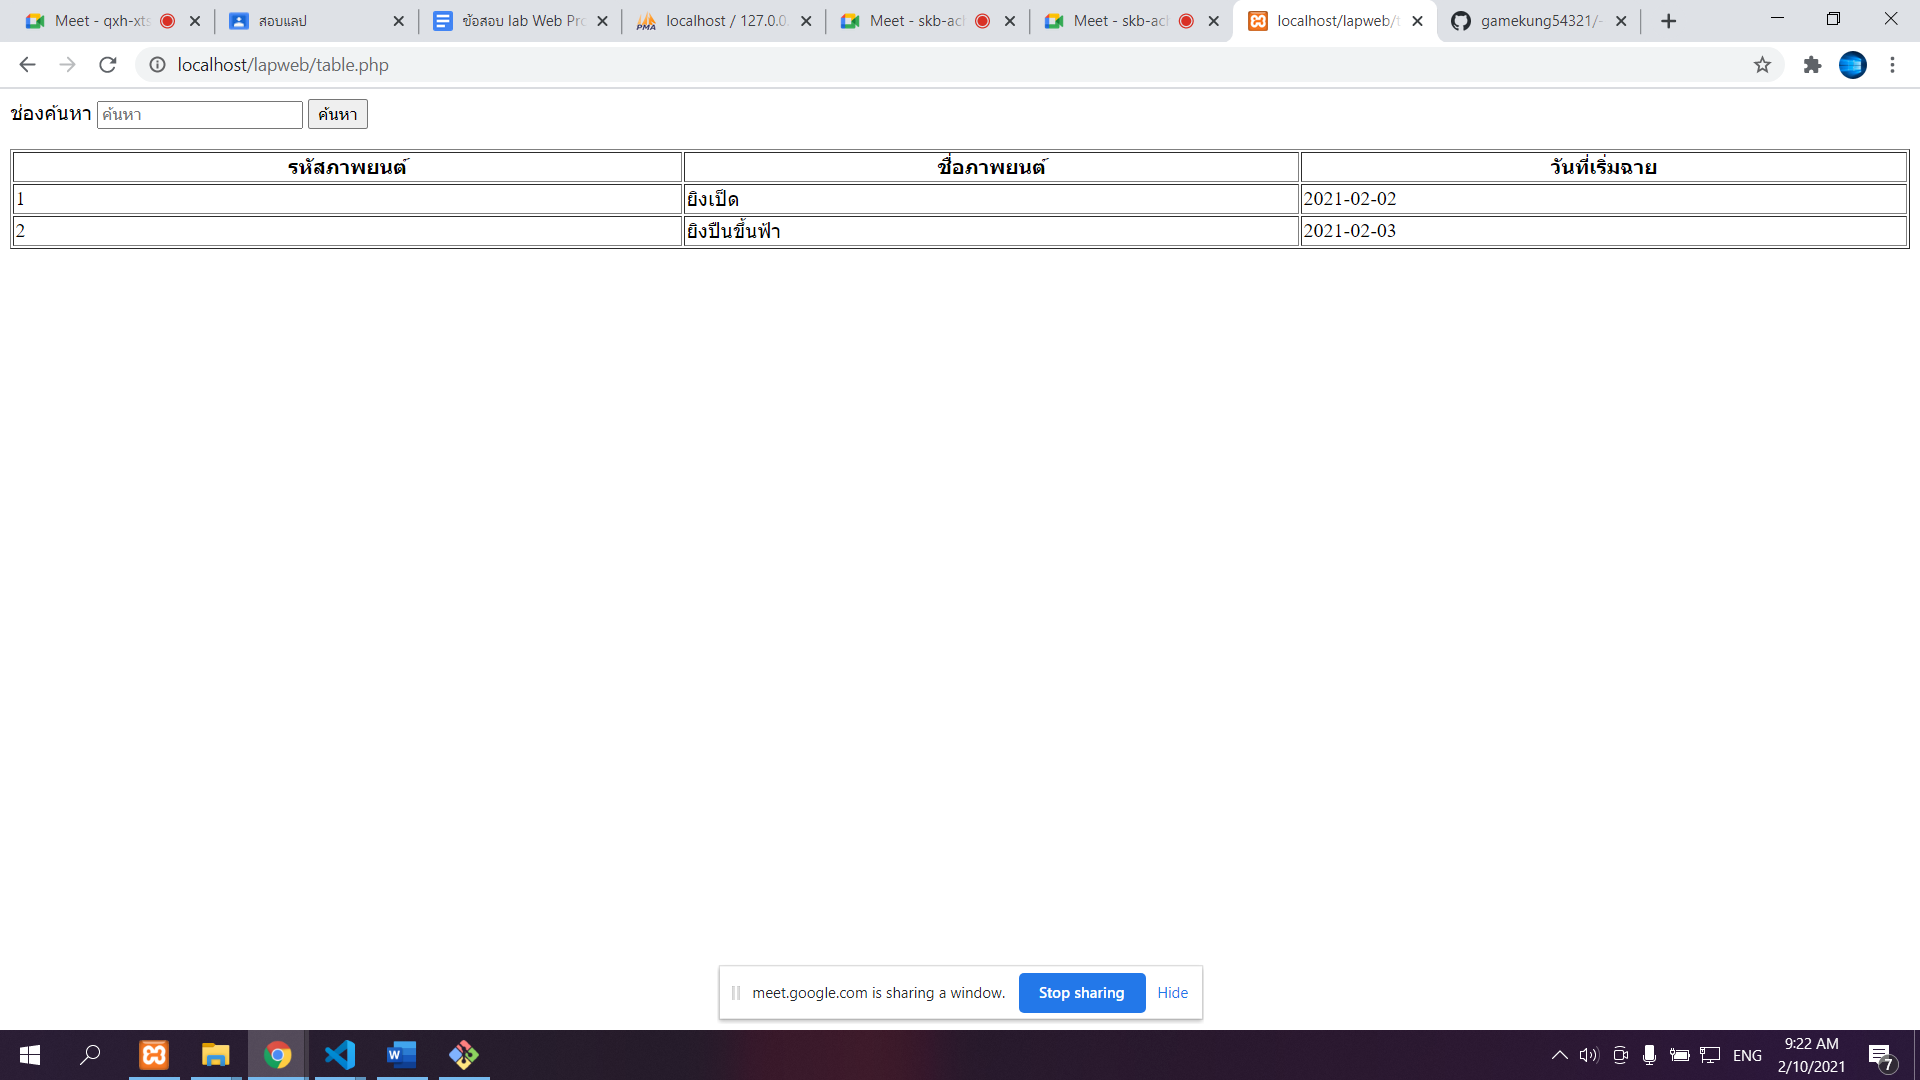 Meet - qxh-xts
สอบแลป
ข้อสอบ lab Web Pro
localhost / 127.0.0.
Meet - skb-ach
Meet - skb-ach
localhost/lapweb/t
gamekung54321/-
localhost/lapweb/table.php
ช่องค้นหา ค้นหา ค้นหา
รหัสภาพยนต์ ชื่อภาพยนต์ วันที่เริ่มฉาย
1 ยิงเป็ด 2021-02-02
2 ยิงปืนขึ้นฟ้า 2021-02-03
meet.google.com is sharing a window. Stop sharing Hide
ENG
9:22 AM
2/10/2021
7